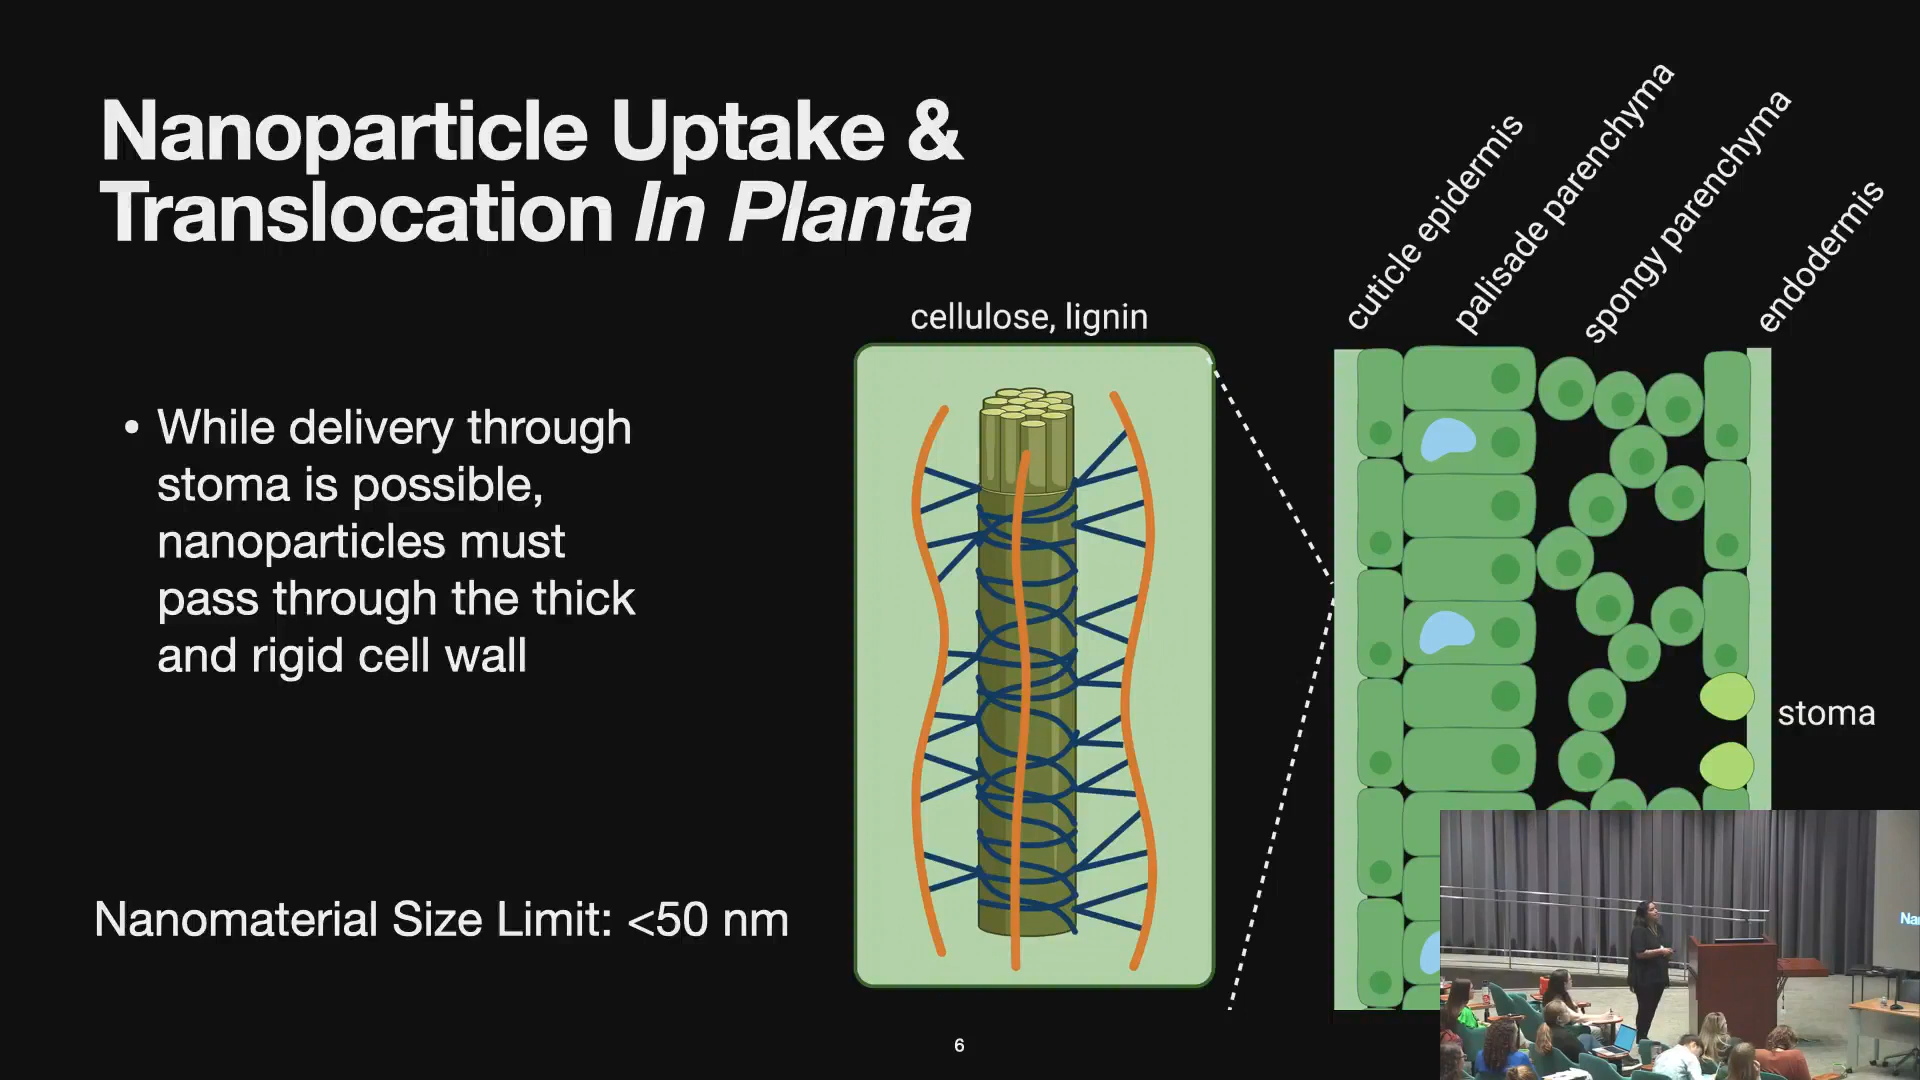 Nanoparticle Uptake &
Translocation In Planta
cuticle epidermis
palisade parenchyma
spongy parenchyma
endodermis
cellulose, lignin
• While delivery through
stoma is possible,
nanoparticles must
pass through the thick
and rigid cell wall
stoma
Nanomaterial Size Limit: <50 nm
Na
6